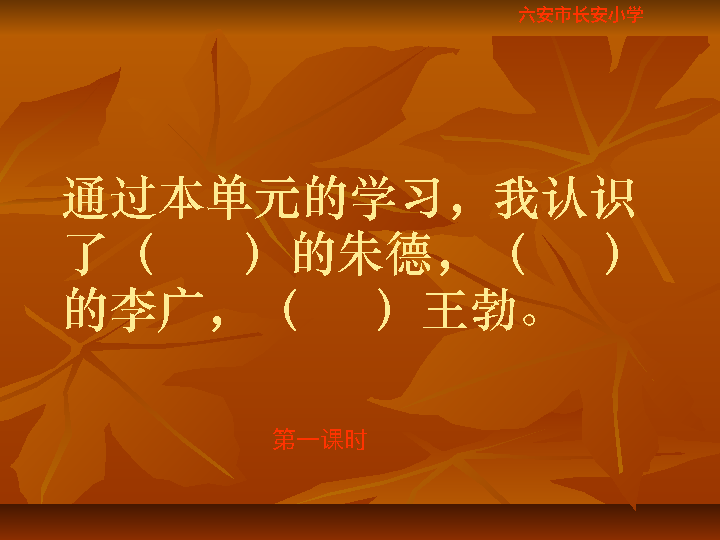 六安市长安小学
通过本单元的学习，我认识
了（　　）的朱德，（　　）
的李广，（　　）王勃。
第一课时